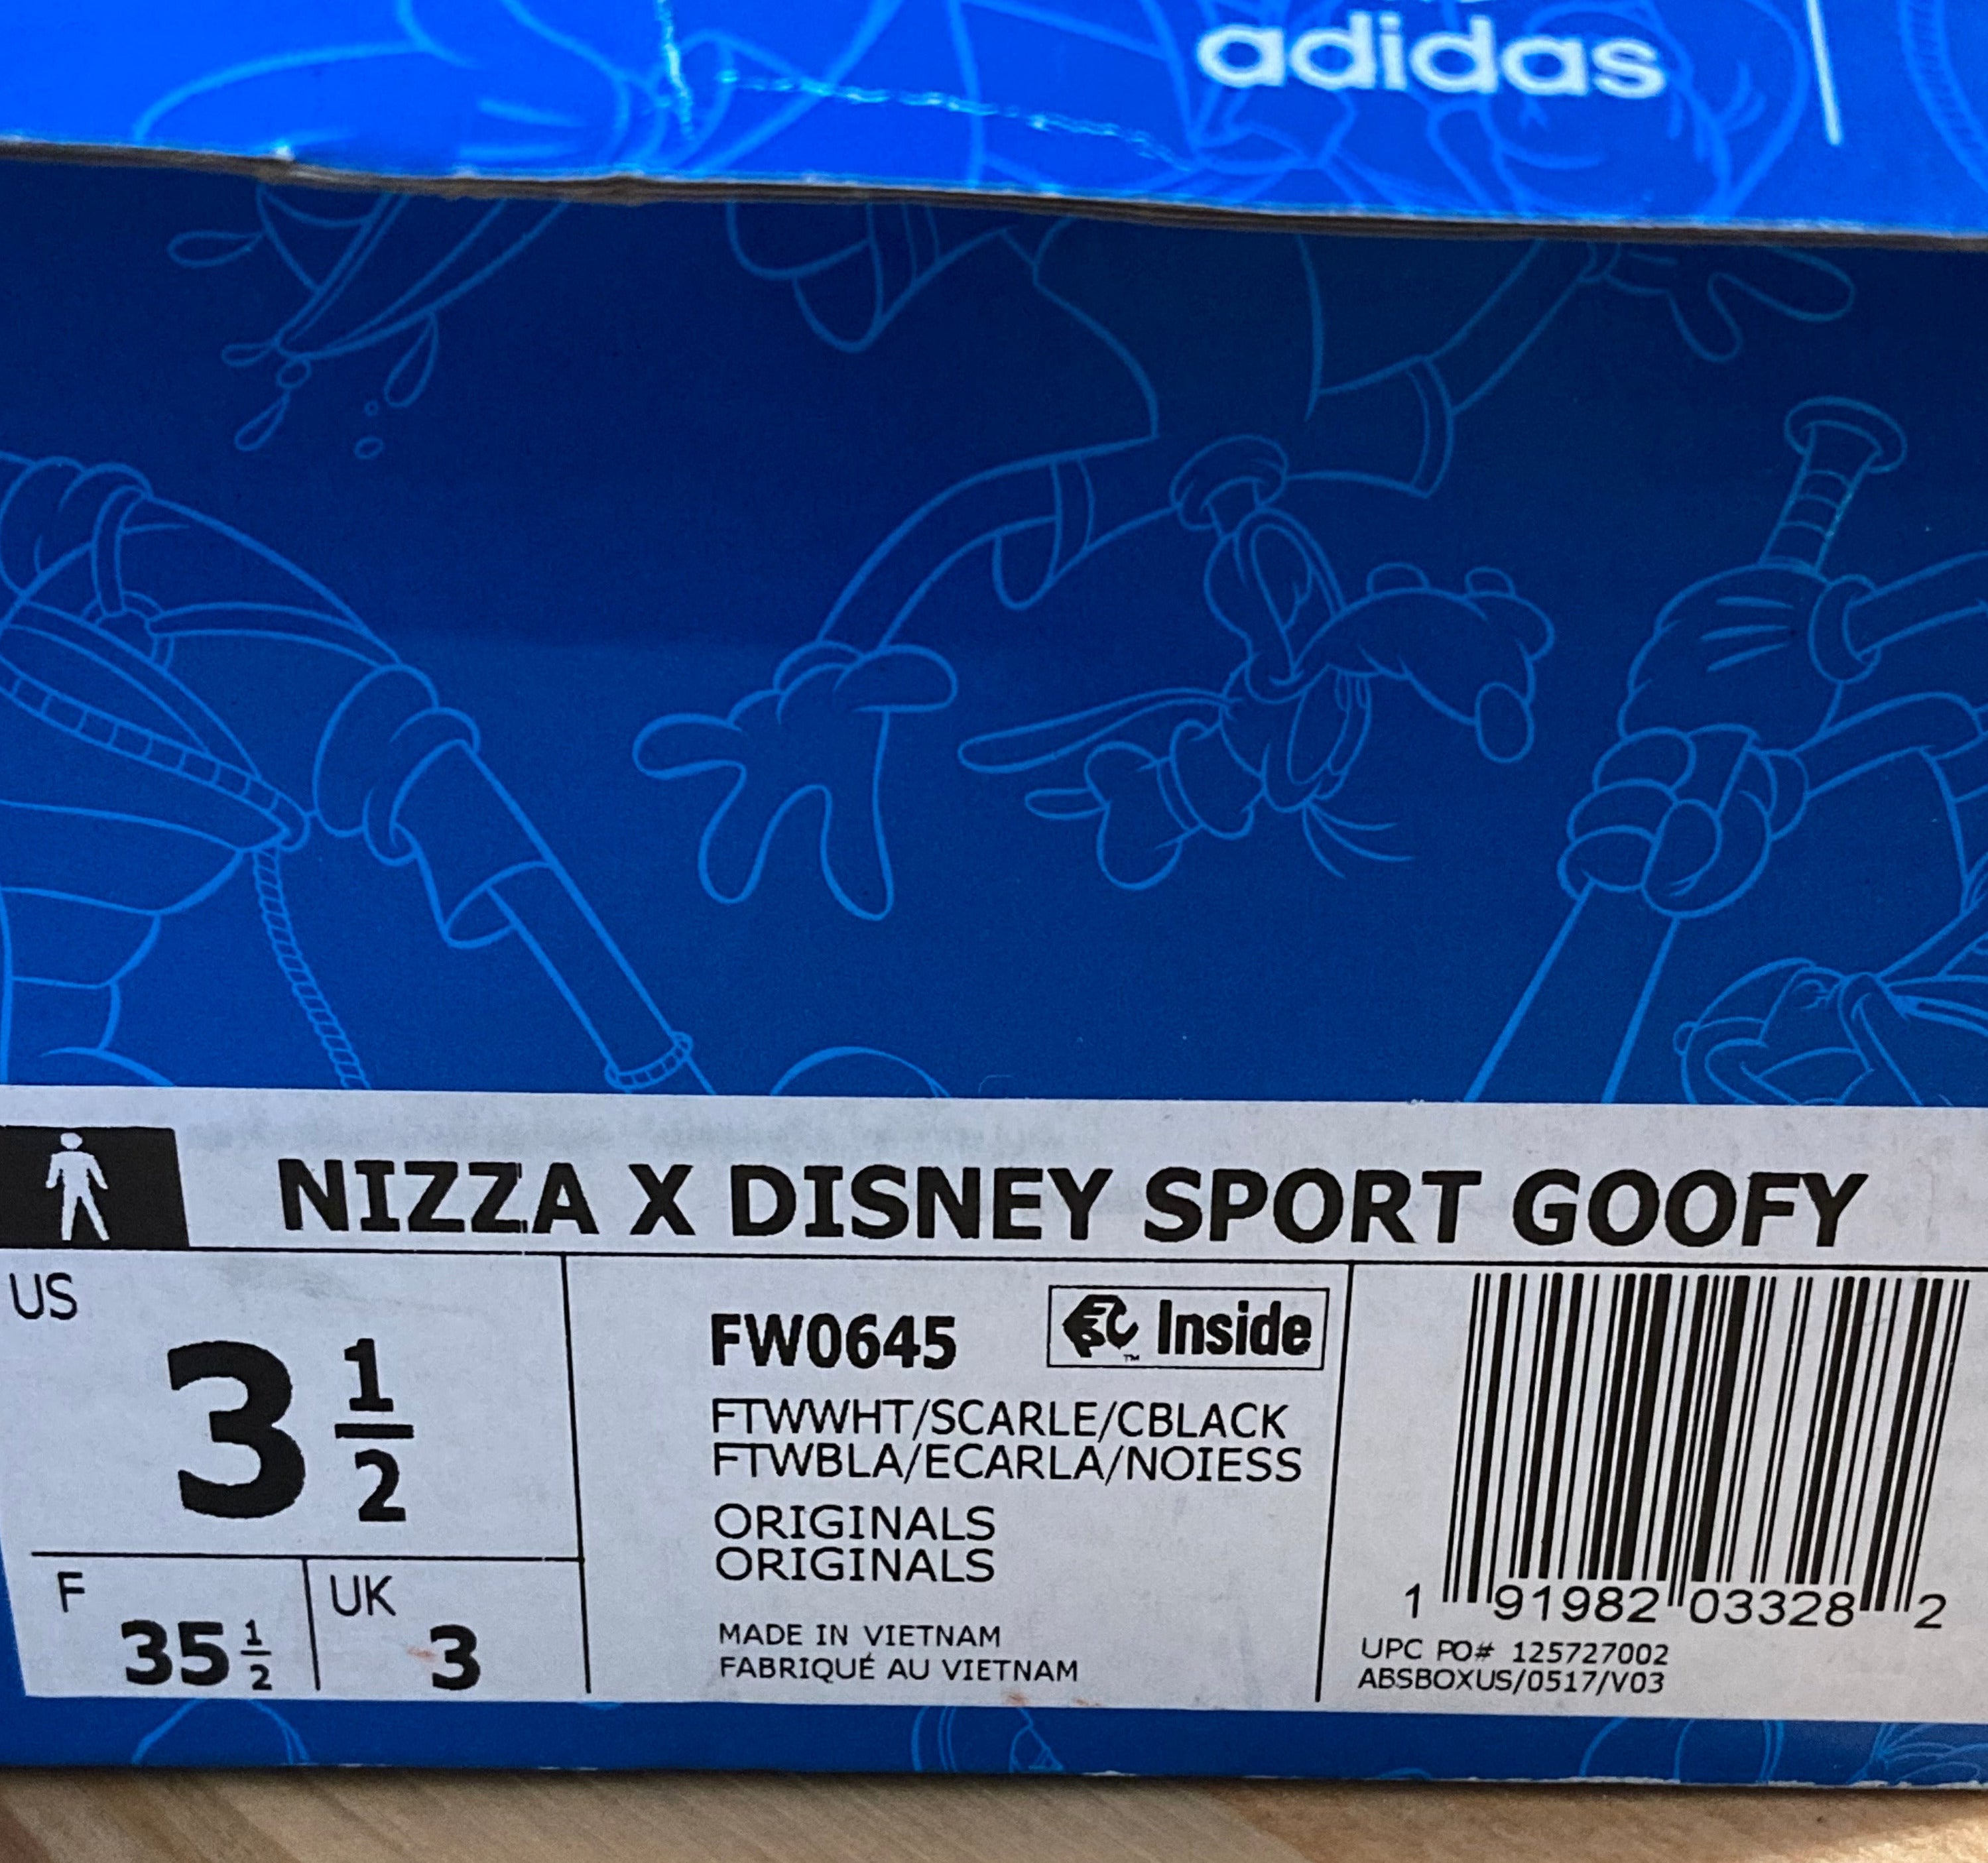 adidas
NIZZA X DISNEY SPORT GOOFY
US
3 1/2
F
35 1/2
UK
3
FW0645
Inside
FTWWHT/SCARLE/CBLACK
FTWBLA/ECARLA/NOIESS
ORIGINALS
ORIGINALS
MADE IN VIETNAM
FABRIQUÉ AU VIETNAM
1 91982 03328 2
UPC PO# 125727002
ABSBOXUS/0517/V03